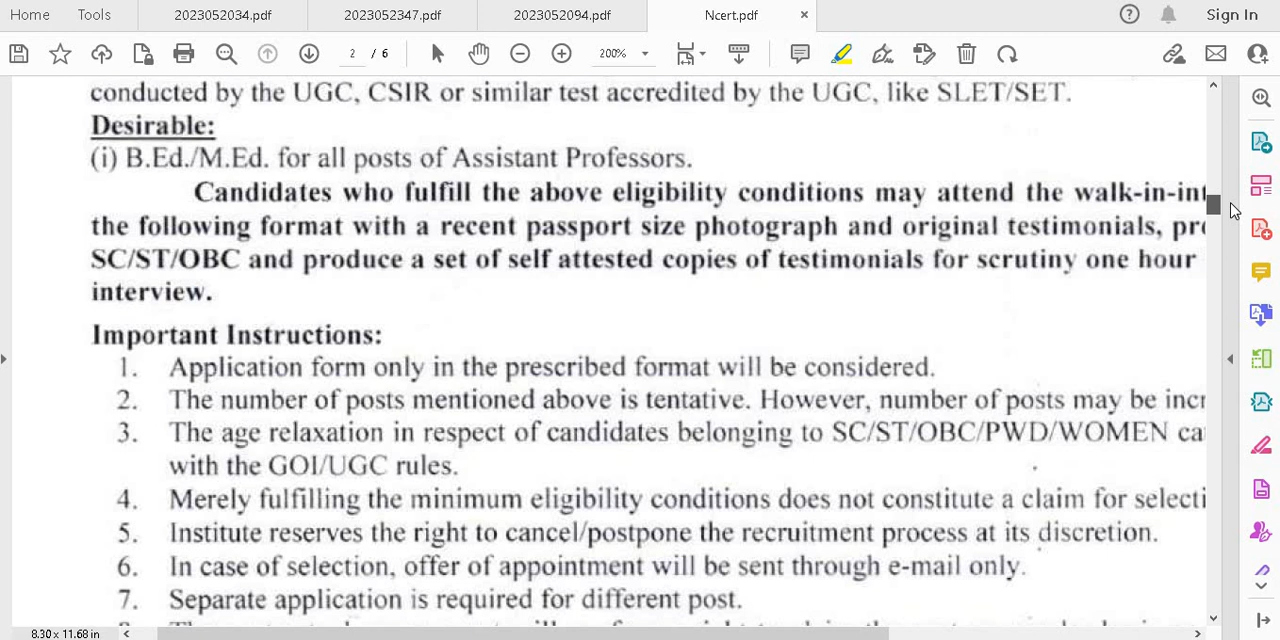 Home Tools 2023052034.pdf 2023052347.pdf 2023052094.pdf Ncert.pdf × Sign In
2 / 6 200%
conducted by the UGC, CSIR or similar test accredited by the UGC, like SLET/SET.
Desirable:
(i) B.Ed./M.Ed. for all posts of Assistant Professors.
Candidates who fulfill the above eligibility conditions may attend the walk-in-int
the following format with a recent passport size photograph and original testimonials, pro
SC/ST/OBC and produce a set of self attested copies of testimonials for scrutiny one hour
interview.
Important Instructions:
1. Application form only in the prescribed format will be considered.
2. The number of posts mentioned above is tentative. However, number of posts may be incr
3. The age relaxation in respect of candidates belonging to SC/ST/OBC/PWD/WOMEN ca
with the GOI/UGC rules.
4. Merely fulfilling the minimum eligibility conditions does not constitute a claim for selecti
5. Institute reserves the right to cancel/postpone the recruitment process at its discretion.
6. In case of selection, offer of appointment will be sent through e-mail only.
7. Separate application is required for different post.
8.30 x 11.68 in